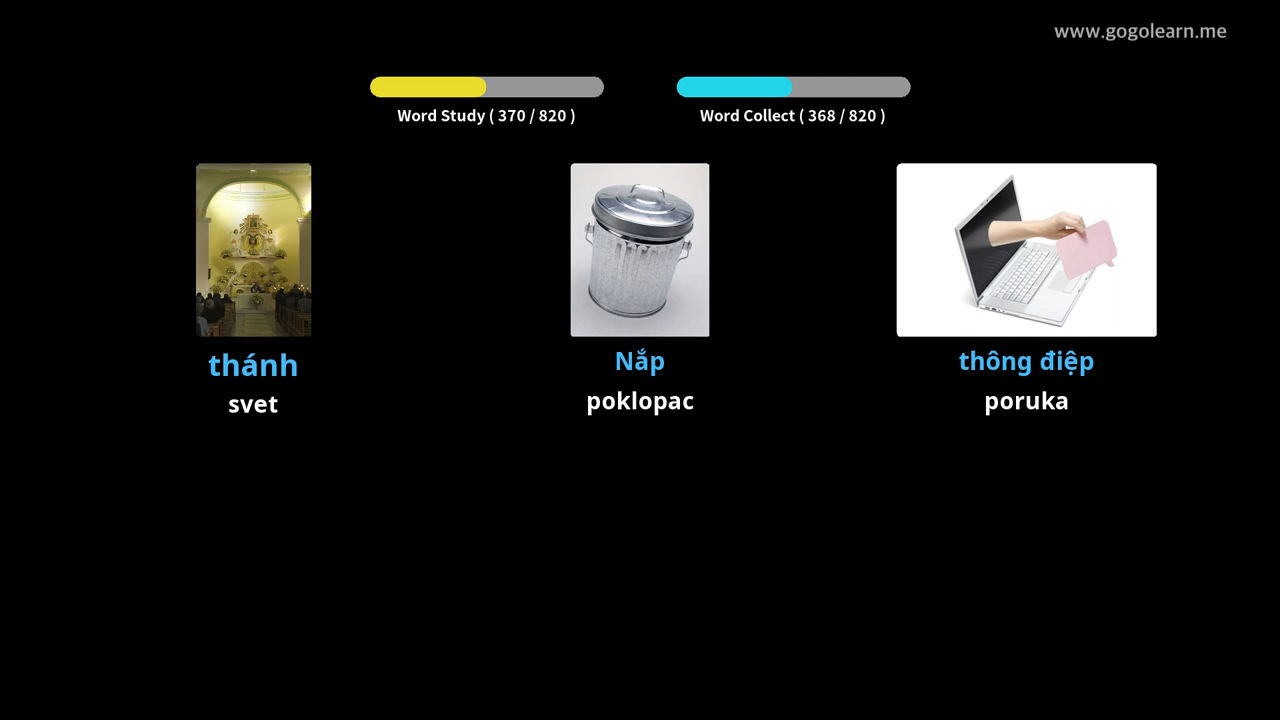 www.gogolearn.me
Word Study ( 370 / 820 )
Word Collect ( 368 / 820 )
thánh
svet
Nắp
poklopac
thông điệp
poruka